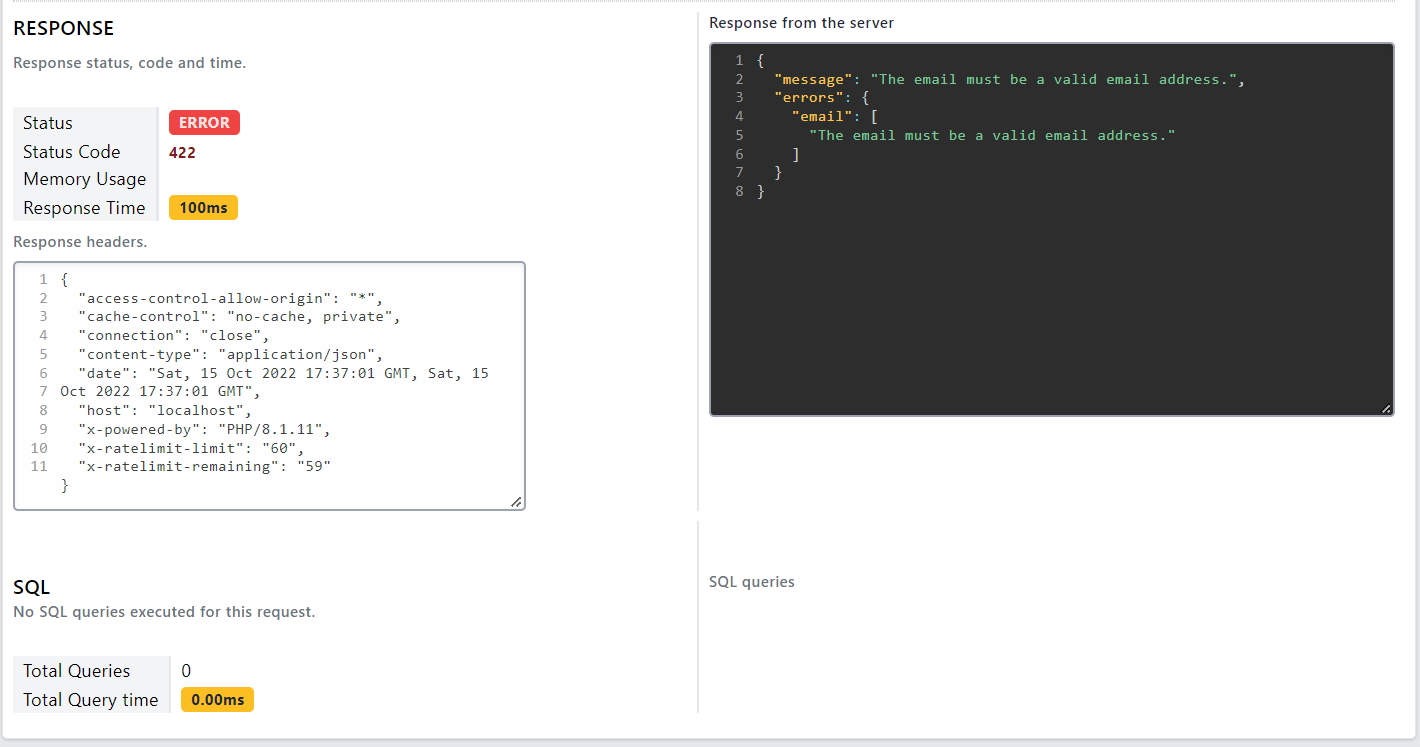 RESPONSE
Response status, code and time.
Status ERROR
Status Code 422
Memory Usage
Response Time 100ms
Response headers.
1 {
2   "access-control-allow-origin": "*",
3   "cache-control": "no-cache, private",
4   "connection": "close",
5   "content-type": "application/json",
6   "date": "Sat, 15 Oct 2022 17:37:01 GMT, Sat, 15
7 Oct 2022 17:37:01 GMT",
8   "host": "localhost",
9   "x-powered-by": "PHP/8.1.11",
10   "x-ratelimit-limit": "60",
11   "x-ratelimit-remaining": "59"
}
Response from the server
1 {
2   "message": "The email must be a valid email address.",
3   "errors": {
4     "email": [
5       "The email must be a valid email address."
6     ]
7   }
8 }
SQL
No SQL queries executed for this request.
Total Queries 0
Total Query time 0.00ms
SQL queries